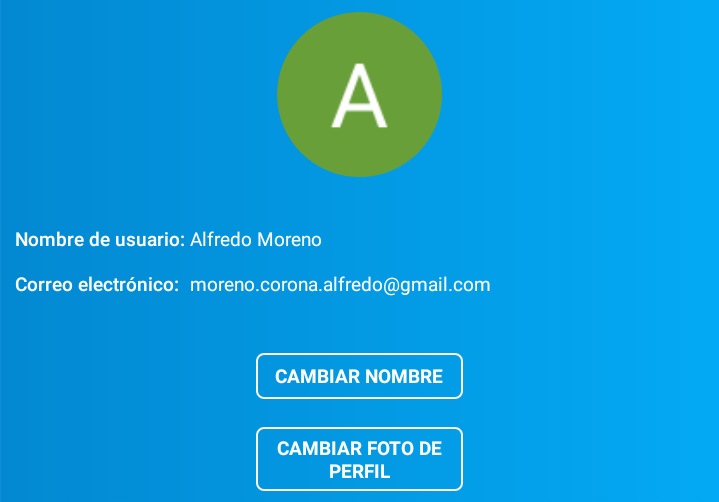 A
Nombre de usuario: Alfredo Moreno
Correo electrónico: moreno.corona.alfredo@gmail.com
CAMBIAR NOMBRE
CAMBIAR FOTO DE
PERFIL